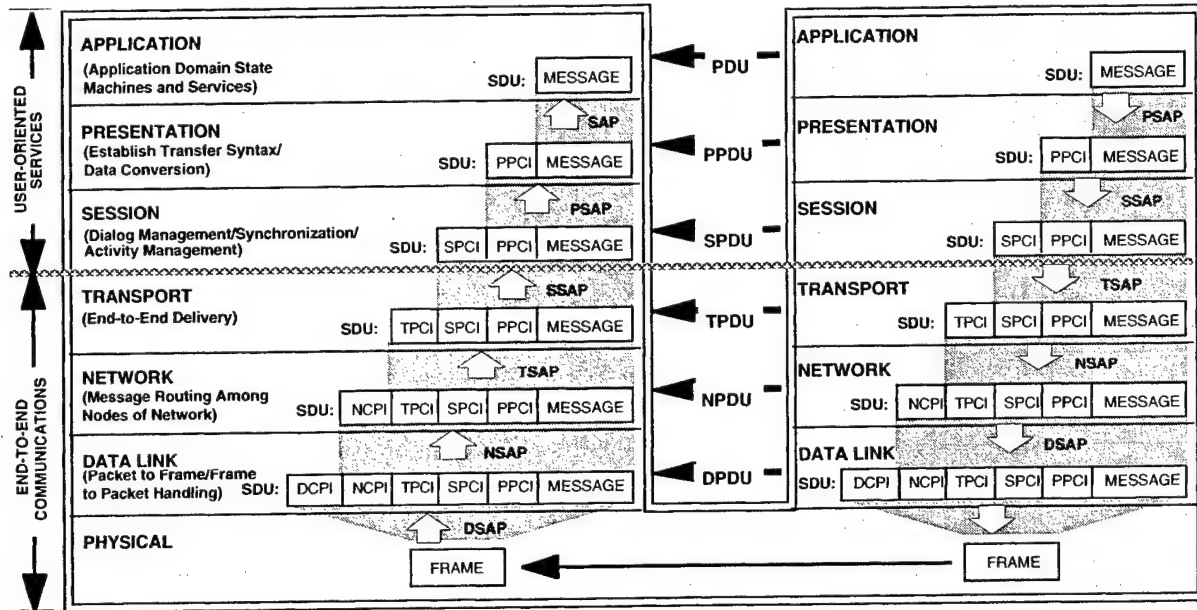 USER-ORIENTED
SERVICES
END-TO-END
COMMUNICATIONS
APPLICATION
(Application Domain State
Machines and Services)
SDU: MESSAGE
SAP
PRESENTATION
(Establish Transfer Syntax/
Data Conversion)
SDU: PPCI MESSAGE
PSAP
SESSION
(Dialog Management/Synchronization/
Activity Management)
SDU: SPCI PPCI MESSAGE
SSAP
TRANSPORT
(End-to-End Delivery)
SDU: TPCI SPCI PPCI MESSAGE
TSAP
NETWORK
(Message Routing Among
Nodes of Network)
SDU: NCPI TPCI SPCI PPCI MESSAGE
NSAP
DATA LINK
(Packet to Frame/Frame
to Packet Handling)
SDU: DCPI NCPI TPCI SPCI PPCI MESSAGE
DSAP
PHYSICAL
FRAME
PDU
PPDU
SPDU
TPDU
NPDU
DPDU
APPLICATION
SDU: MESSAGE
PSAP
PRESENTATION
SDU: PPCI MESSAGE
SSAP
SESSION
SDU: SPCI PPCI MESSAGE
TSAP
TRANSPORT
SDU: TPCI SPCI PPCI MESSAGE
NSAP
NETWORK
SDU: NCPI TPCI SPCI PPCI MESSAGE
DSAP
DATA LINK
SDU: DCPI NCPI TPCI SPCI PPCI MESSAGE
FRAME